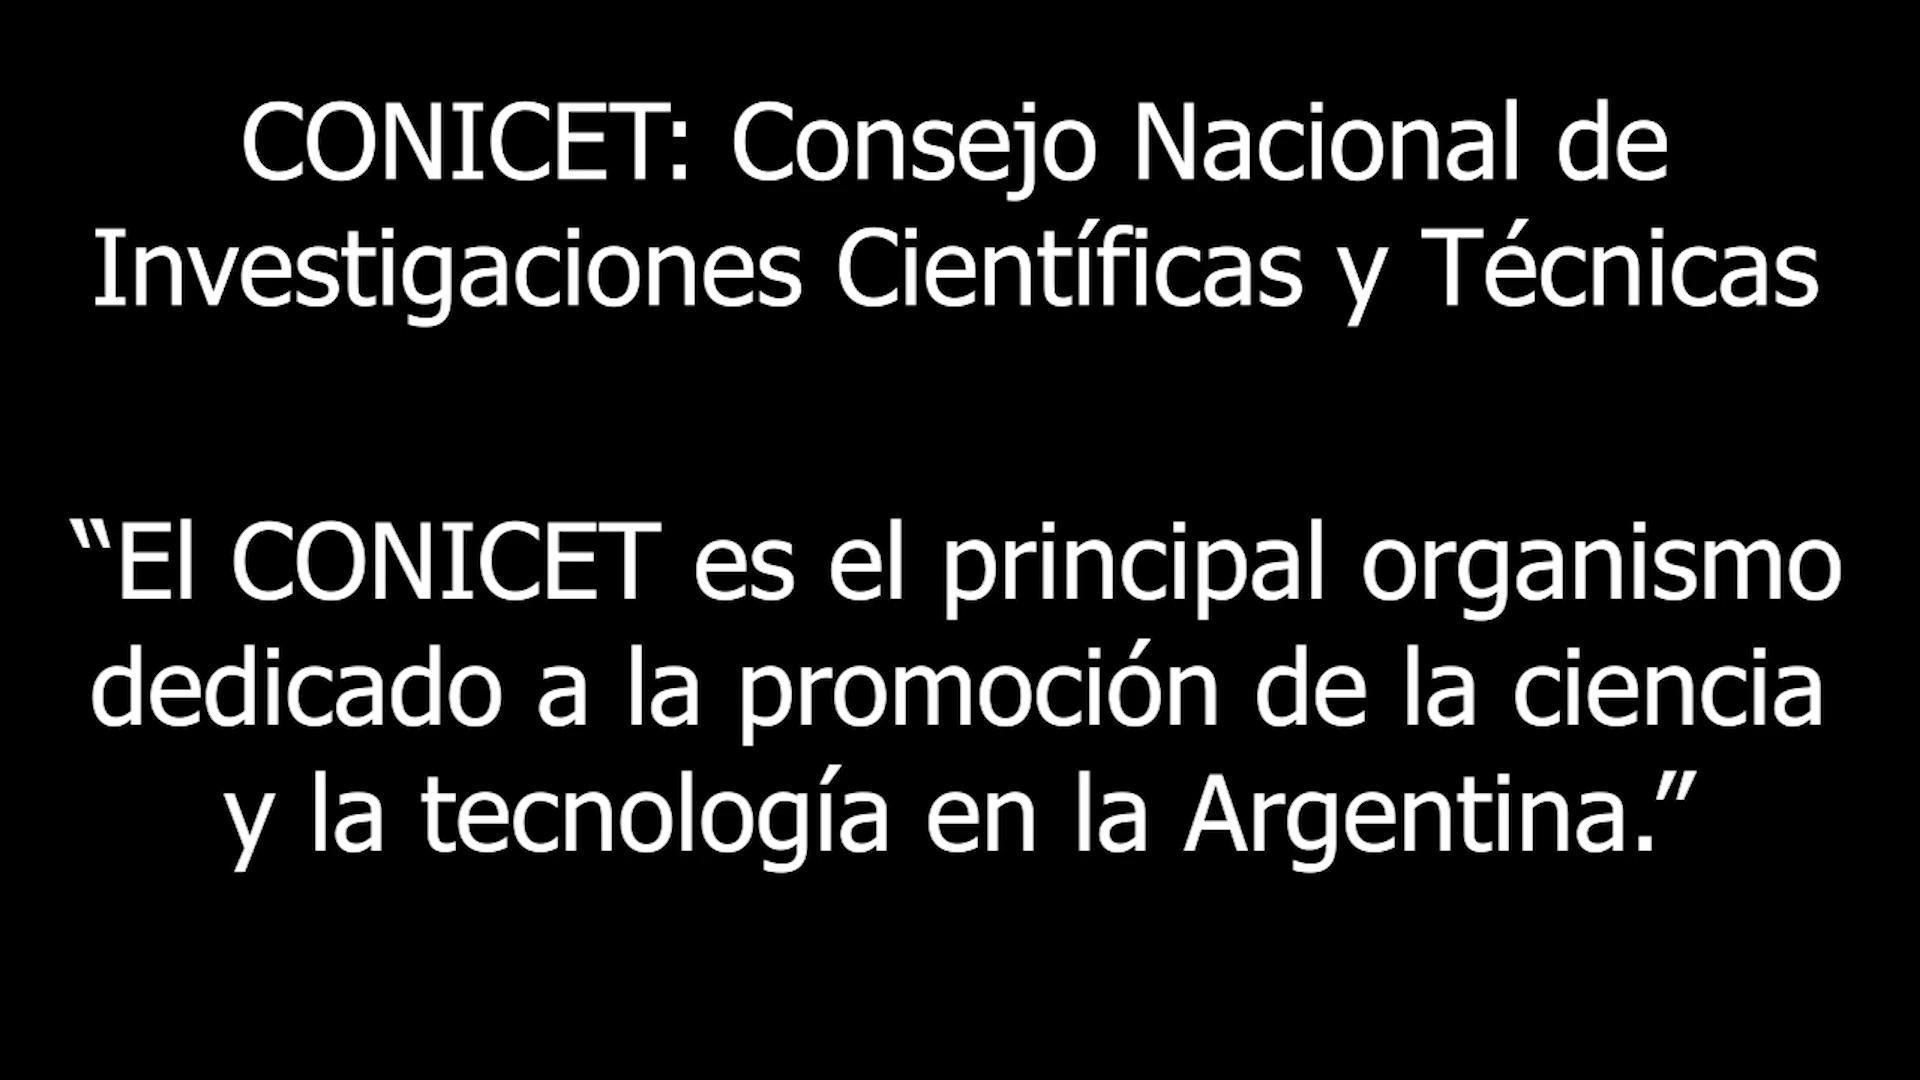 CONICET: Consejo Nacional de
Investigaciones Científicas y Técnicas
“El CONICET es el principal organismo
dedicado a la promoción de la ciencia
y la tecnología en la Argentina.”